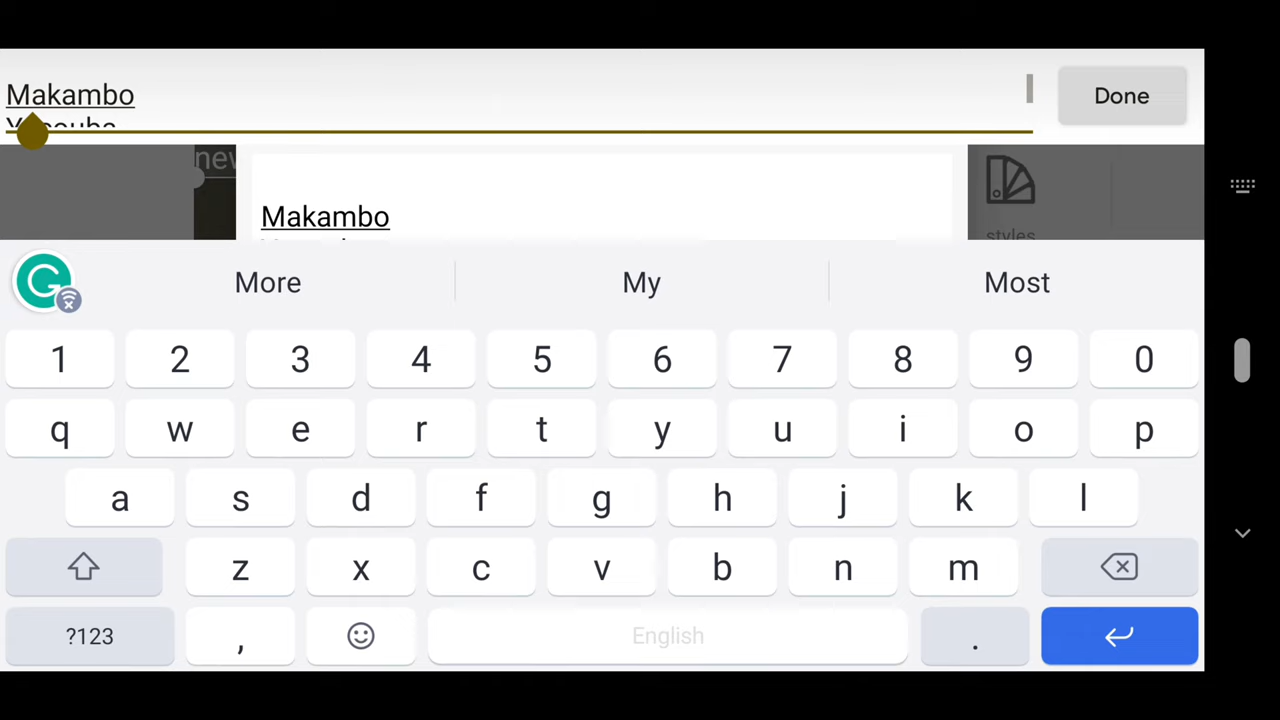 Makambo
Done
new
Makambo
styles
More My Most
1 2 3 4 5 6 7 8 9 0
q w e r t y u i o p
a s d f g h j k l
z x c v b n m
?123 , English .